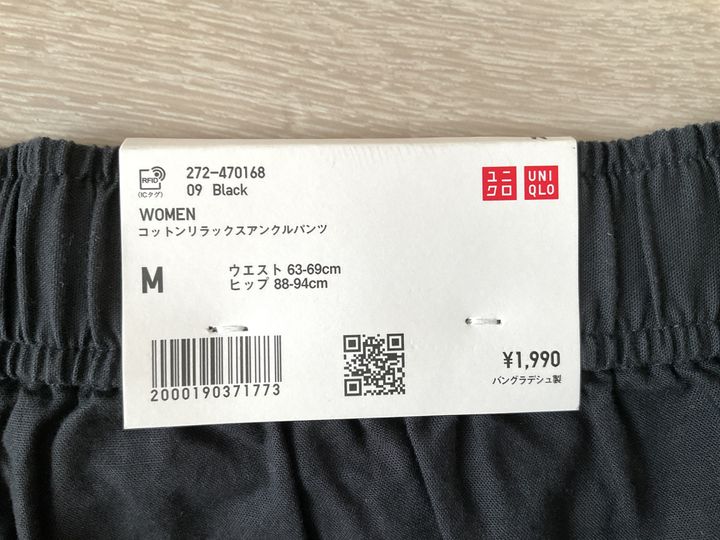 RFID
(ICタグ)
272-470168
09 Black
ユニ
クロ
UNI
QLO
WOMEN
コットンリラックスアンクルパンツ
M
ウエスト 63-69cm
ヒップ 88-94cm
2000190371773
¥1,990
バングラデシュ製